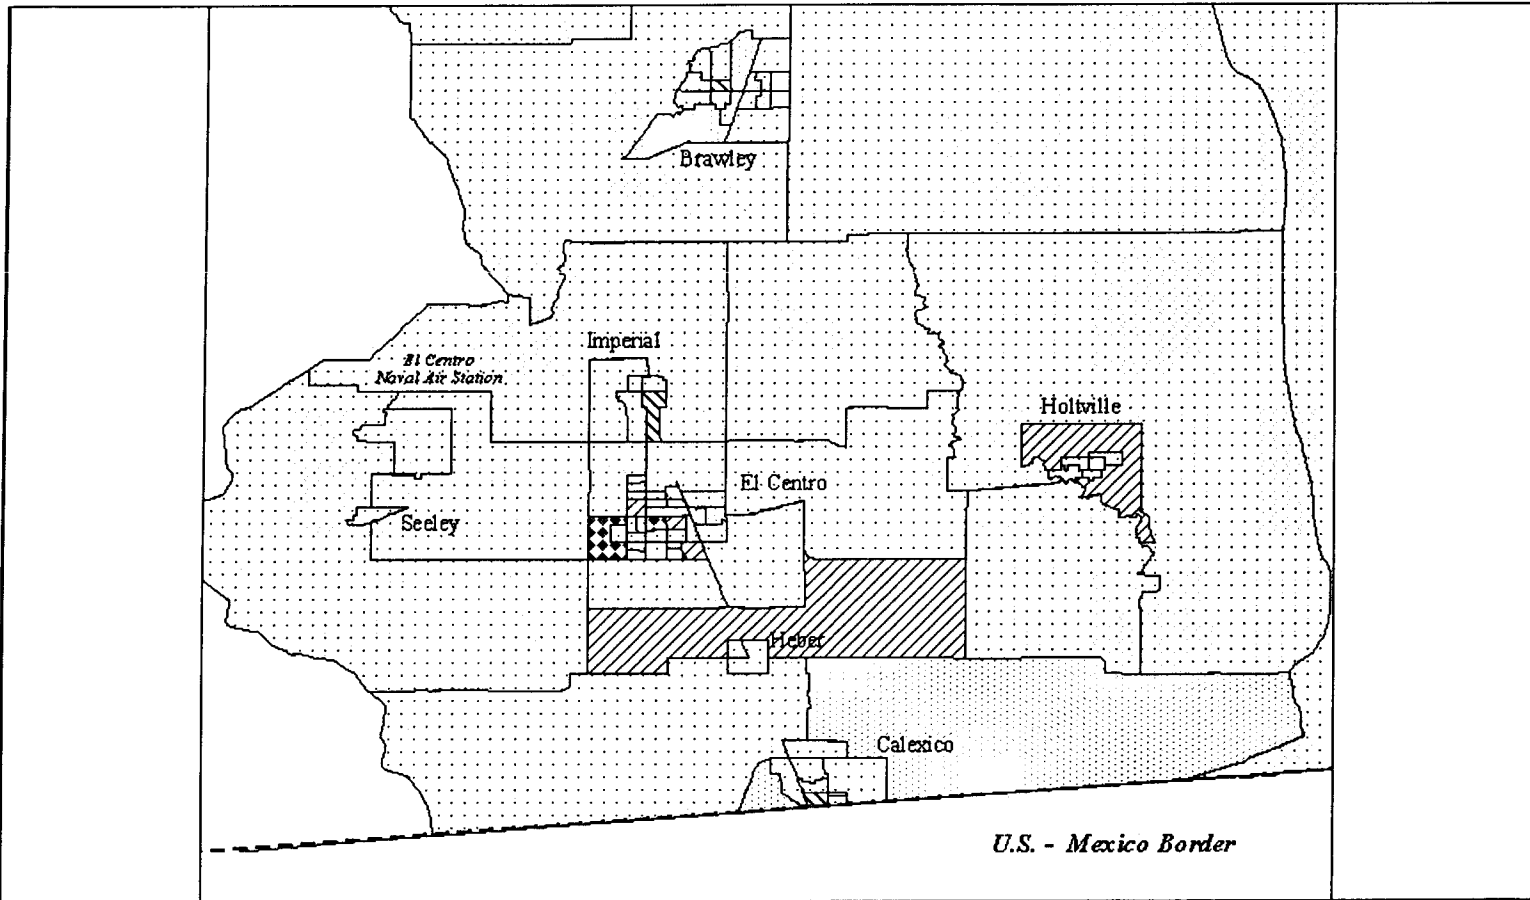 Brawley
Imperial
El Centro
Naval Air Station
Holtville
El Centro
Seeley
Heber
Calexico
U.S. - Mexico Border